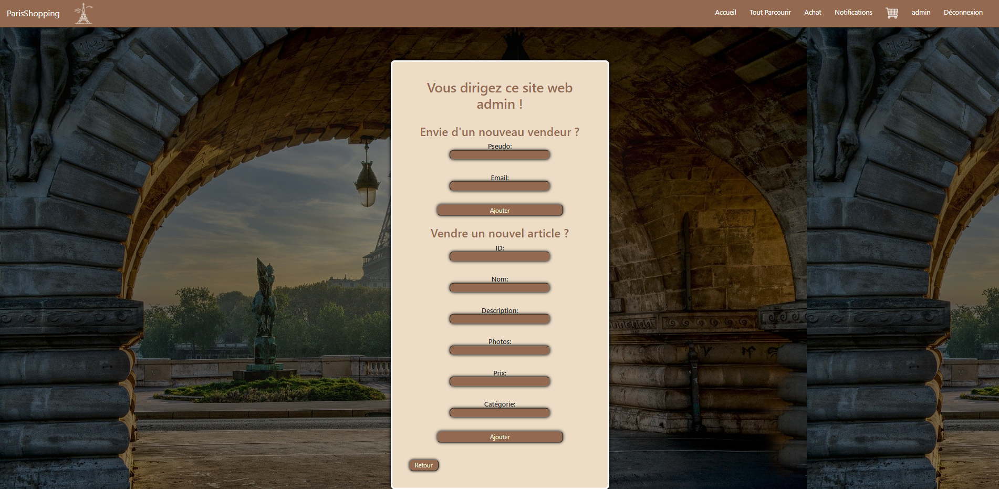 ParisShopping
Accueil Tout Parcourir Achat Notifications admin Déconnexion
Vous dirigez ce site web
admin !
Envie d'un nouveau vendeur ?
Pseudo:
Email:
Ajouter
Vendre un nouvel article ?
ID:
Nom:
Description:
Photos:
Prix:
Catégorie:
Ajouter
Retour